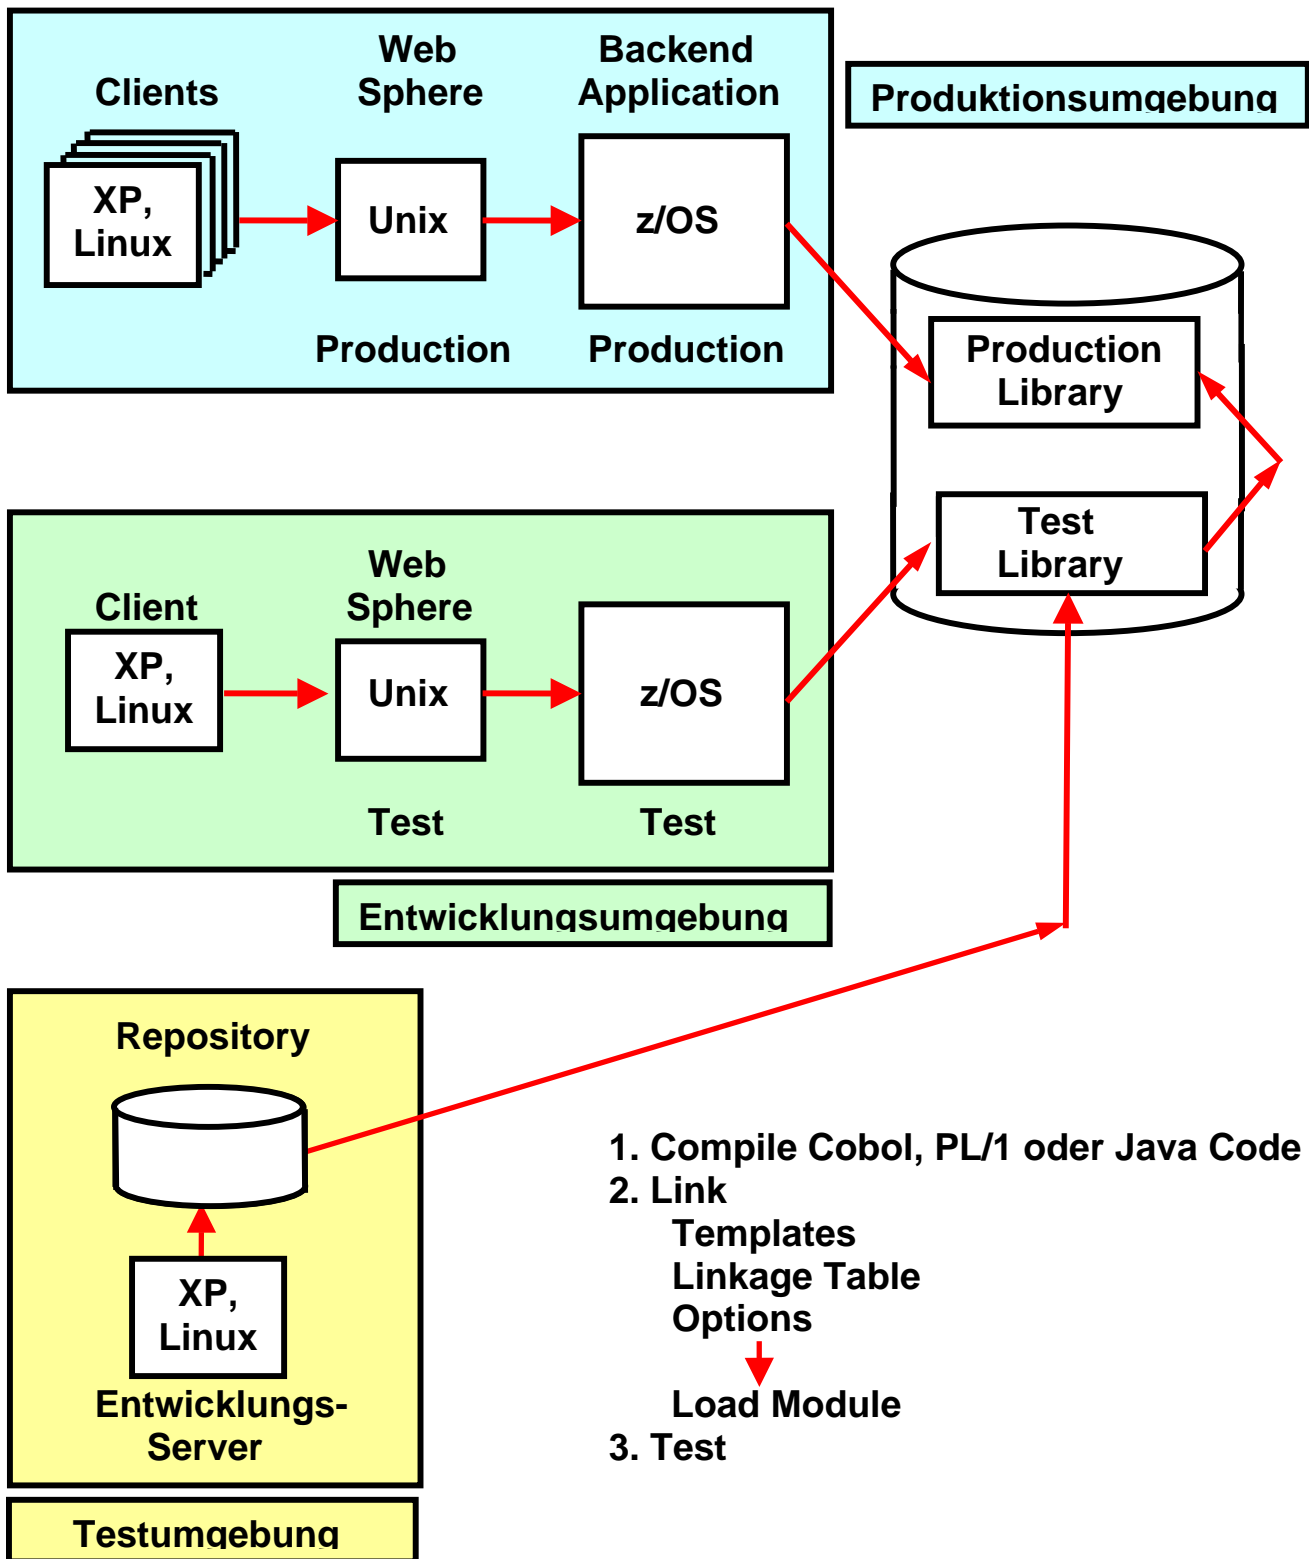 Web
Sphere
Backend
Application
Clients
Produktionsumgebung
XP,
Linux
Unix
z/OS
Production
Production
Production
Library
Test
Library
Web
Sphere
Client
XP,
Linux
Unix
z/OS
Test
Test
Entwicklungsumgebung
Repository
XP,
Linux
Entwicklungs-
Server
Testumgebung
1. Compile Cobol, PL/1 oder Java Code
2. Link
Templates
Linkage Table
Options
Load Module
3. Test